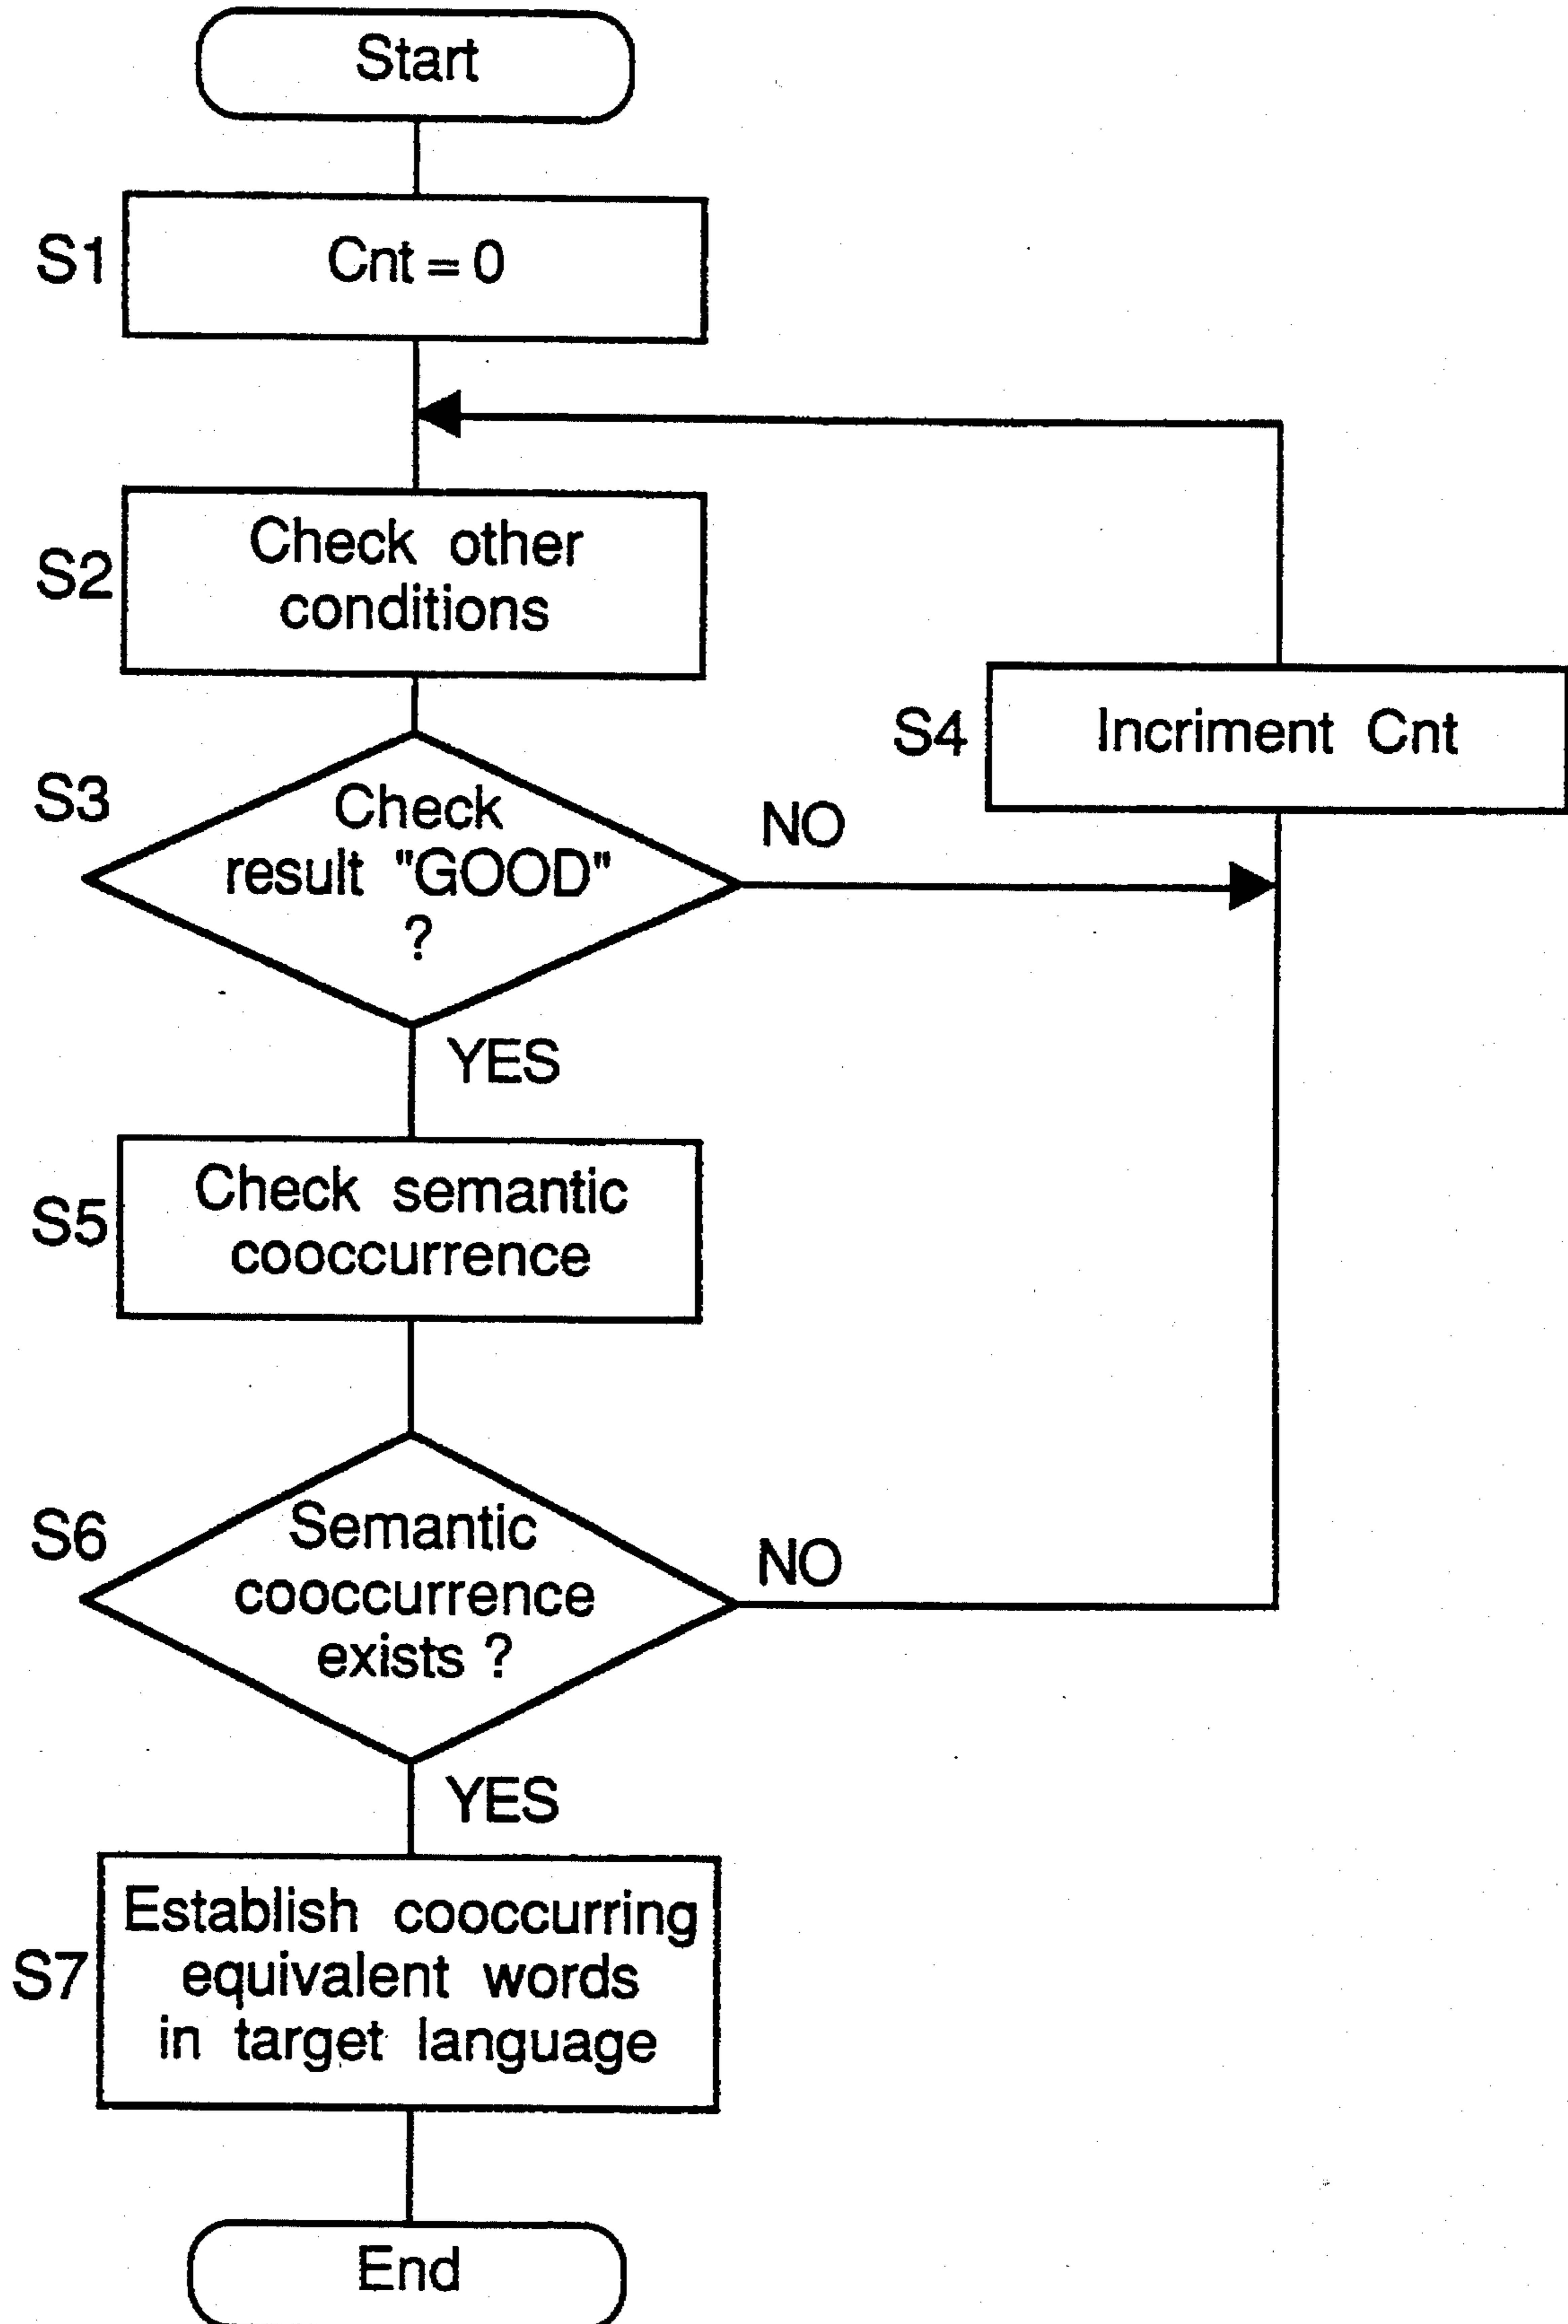 Start
S1
Cnt = 0
S2
Check other
conditions
S4
Incriment Cnt
S3
Check
result "GOOD"
?
NO
YES
S5
Check semantic
cooccurrence
S6
Semantic
cooccurrence
exists ?
NO
YES
S7
Establish cooccurring
equivalent words
in target language
End